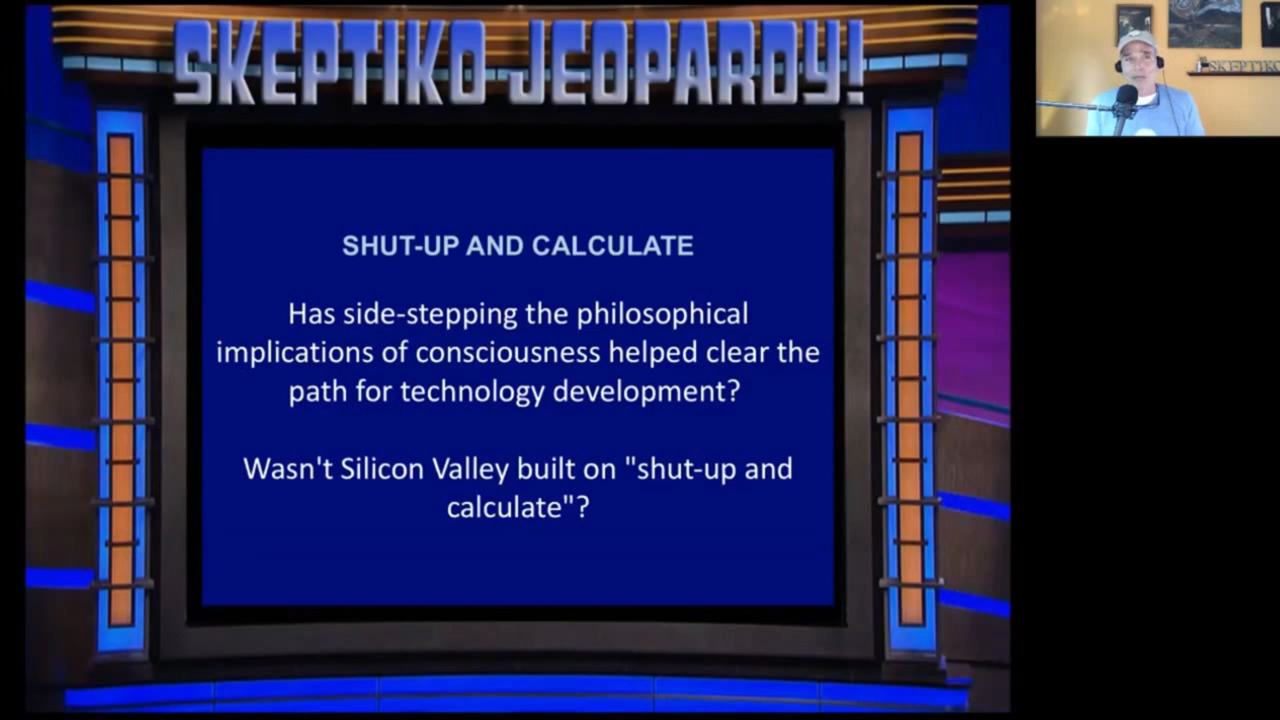 SKEPTIKO JEOPARDY!
SKEPTIKO
SHUT-UP AND CALCULATE
Has side-stepping the philosophical
implications of consciousness helped clear the
path for technology development?
Wasn't Silicon Valley built on "shut-up and
calculate"?